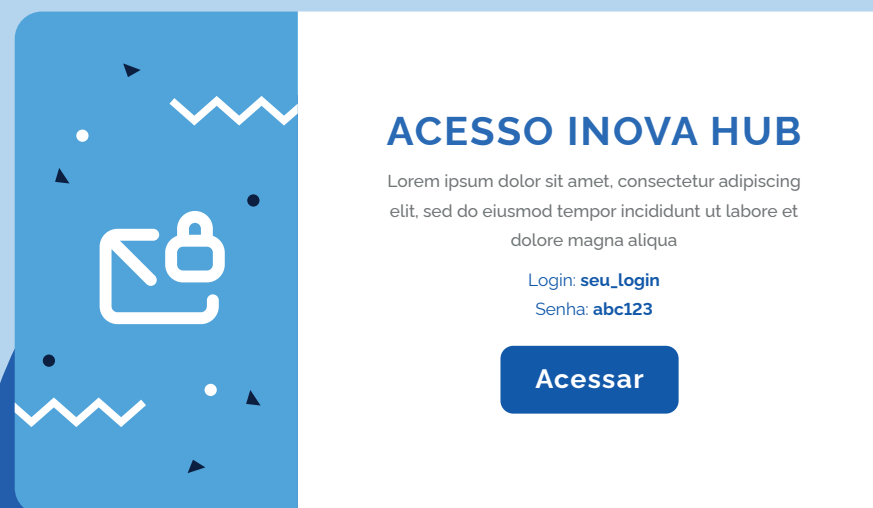 ACESSO INOVA HUB
Lorem ipsum dolor sit amet, consectetur adipiscing
elit, sed do eiusmod tempor incididunt ut labore et
dolore magna aliqua
Login: seu_login
Senha: abc123
Acessar